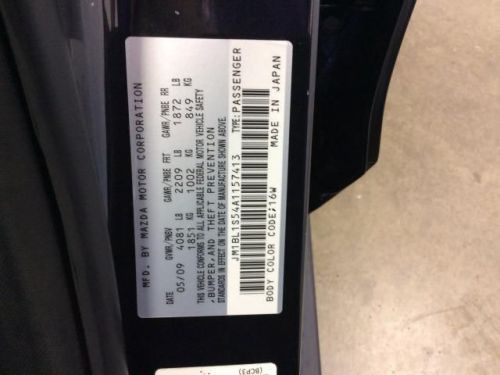 MFD. BY MAZDA MOTOR CORPORATION
DATE GVWR/PNBV GAWR/PNBE FRT GAWR/PNBE RR
05/09 4081 LB 2209 LB 1872 LB
1851 KG 1002 KG 849 KG
THIS VEHICLE CONFORMS TO ALL APPLICABLE FEDERAL MOTOR VEHICLE SAFETY
,BUMPER,AND THEFT PREVENTION
STANDARDS IN EFFECT ON THE DATE OF MANUFACTURE SHOWN ABOVE.
JM1BL1S54A1157413 TYPE:PASSENGER
BODY COLOR CODE;16W MADE IN JAPAN
(BCP3)